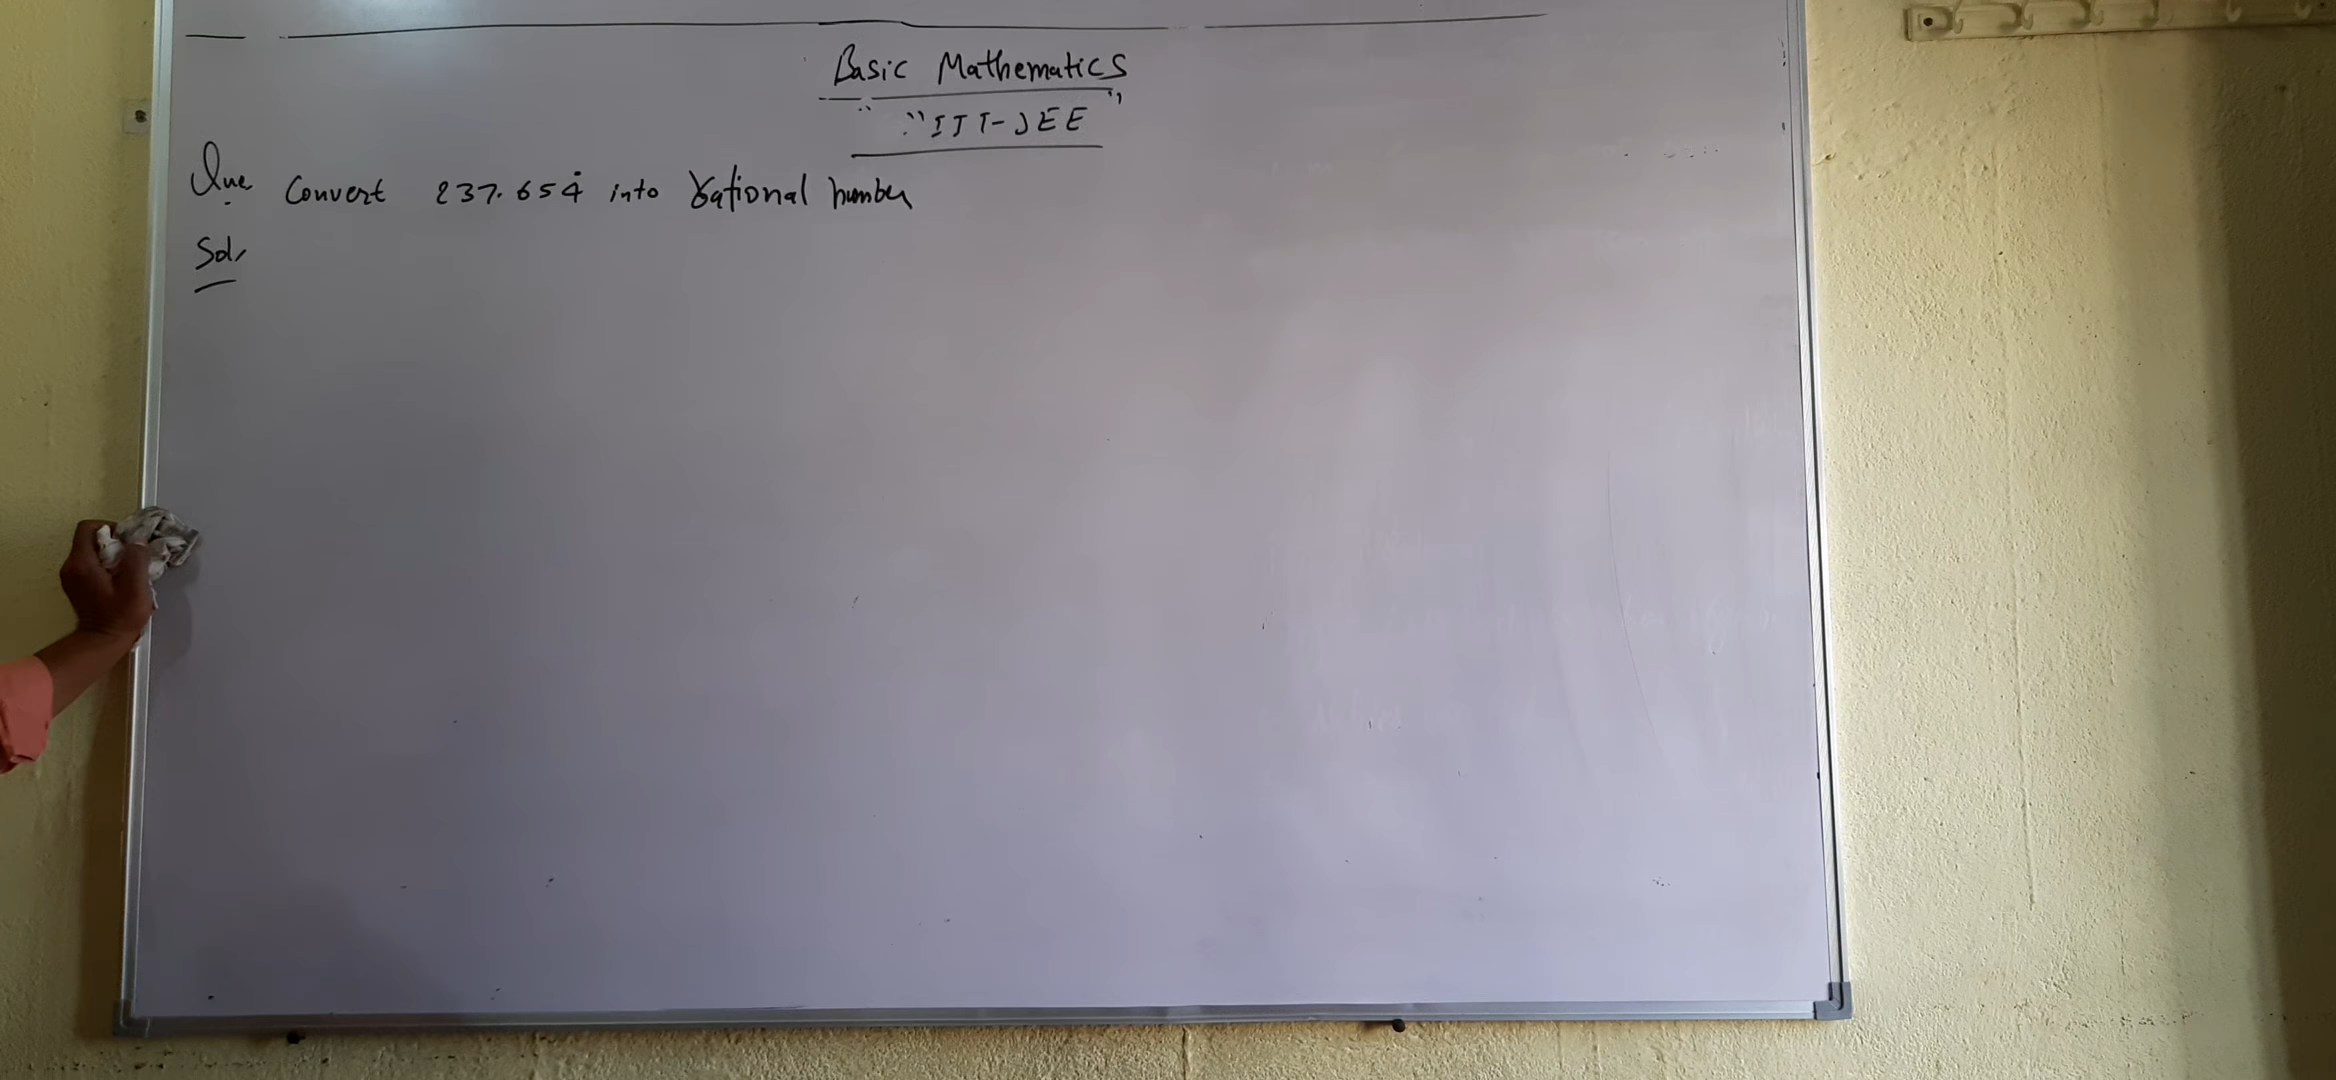 Basic Mathematics
"IIT-JEE"
Que. Convert 237.654̇ into rational number
Sol,